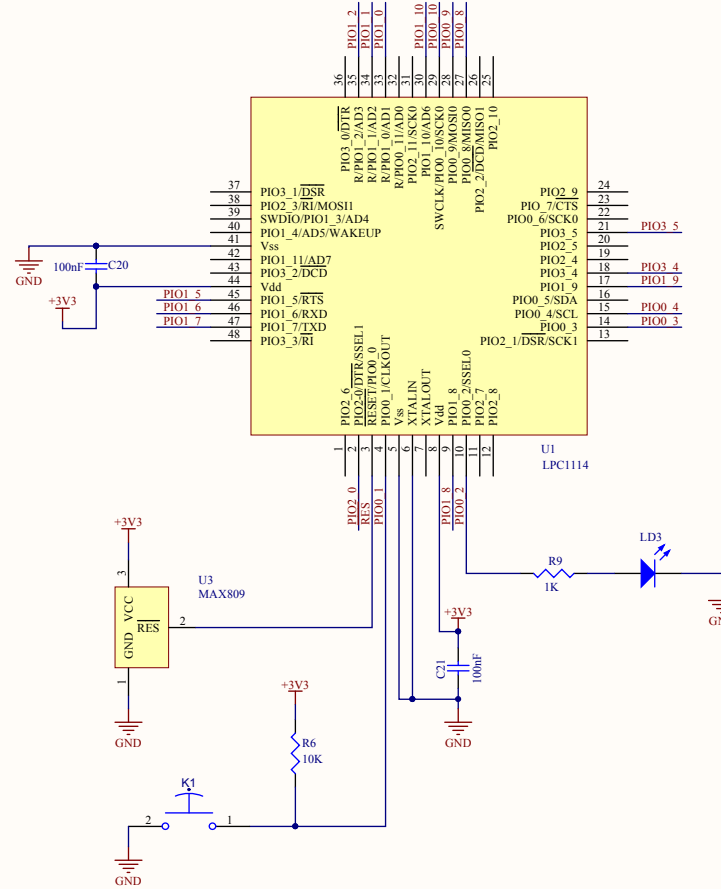 PIO1_2
PIO1_1
PIO1_0
PIO1_10
PIO0_10
PIO0_9
PIO0_8
36
35
34
33
32
31
30
29
28
27
26
25
PIO3_0/DTR
R/PIO1_2/AD3
R/PIO1_1/AD2
R/PIO1_0/AD1
R/PIO0_11/AD0
PIO2_11/SCK0
PIO1_10/AD6
SWCLK/PIO0_10/SCK0
PIO0_9/MOSI0
PIO0_8/MISO0
PIO2_2/DCD/MISO1
PIO2_10
37 PIO3_1/DSR
38 PIO2_3/RI/MOSI1
39 SWDIO/PIO1_3/AD4
40 PIO1_4/AD5/WAKEUP
41 Vss
42 PIO1_11/AD7
43 PIO3_2/DCD
44 Vdd
PIO1_5 45 PIO1_5/RTS
PIO1_6 46 PIO1_6/RXD
PIO1_7 47 PIO1_7/TXD
48 PIO3_3/RI
PIO2_9 24
PIO_7/CTS 23
PIO0_6/SCK0 22
PIO3_5 21 PIO3_5
PIO2_5 20
PIO2_4 19
PIO3_4 18 PIO3_4
PIO1_9 17 PIO1_9
PIO0_5/SDA 16
PIO0_4/SCL 15 PIO0_4
PIO0_3 14 PIO0_3
PIO2_1/DSR/SCK1 13
GND
100nF C20
+3V3
PIO2_6
PIO2-0/DTR/SSEL1
RESET/PIO0_0
PIO0_1/CLKOUT
Vss
XTALIN
XTALOUT
Vdd
PIO1_8
PIO0_2/SSEL0
PIO2_7
PIO2_8
1
2
3
4
5
6
7
8
9
10
11
12
U1
LPC1114
PIO2_0
RES
PIO0_1
PIO1_8
PIO0_2
+3V3
3
VCC
GND
RES
2
1
U3
MAX809
GND
R9
1K
LD3
+3V3
C21
100nF
GND
+3V3
R6
10K
K1
2
1
GND